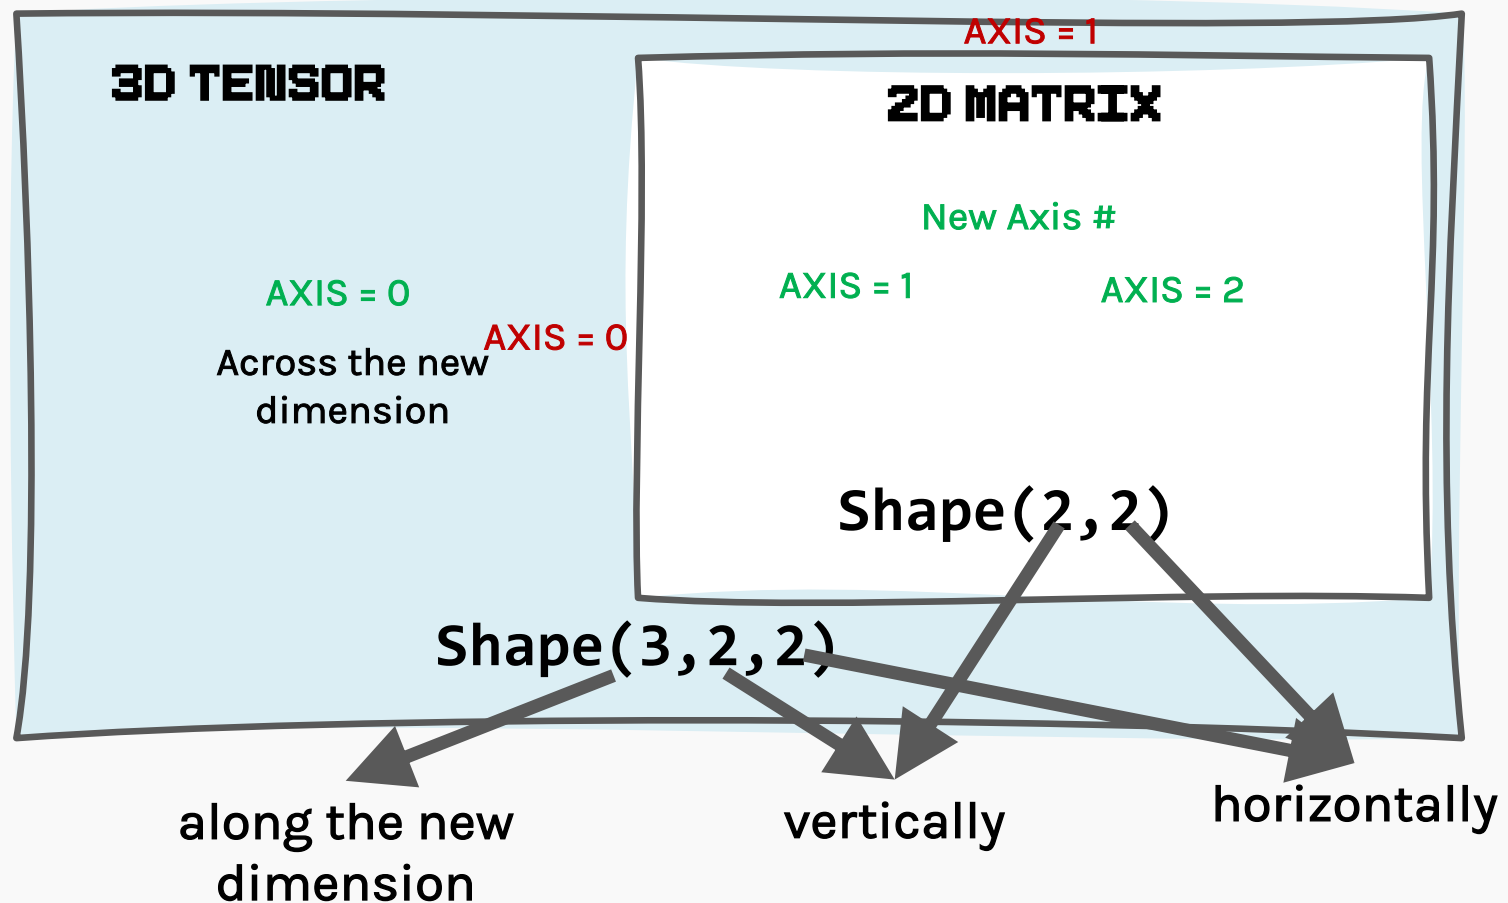 AXIS = 1
3D TENSOR
2D MATRIX
New Axis #
AXIS = 0
AXIS = 1
AXIS = 2
AXIS = 0
Across the new
dimension
Shape(2,2)
Shape(3,2,2)
along the new
dimension
vertically
horizontally